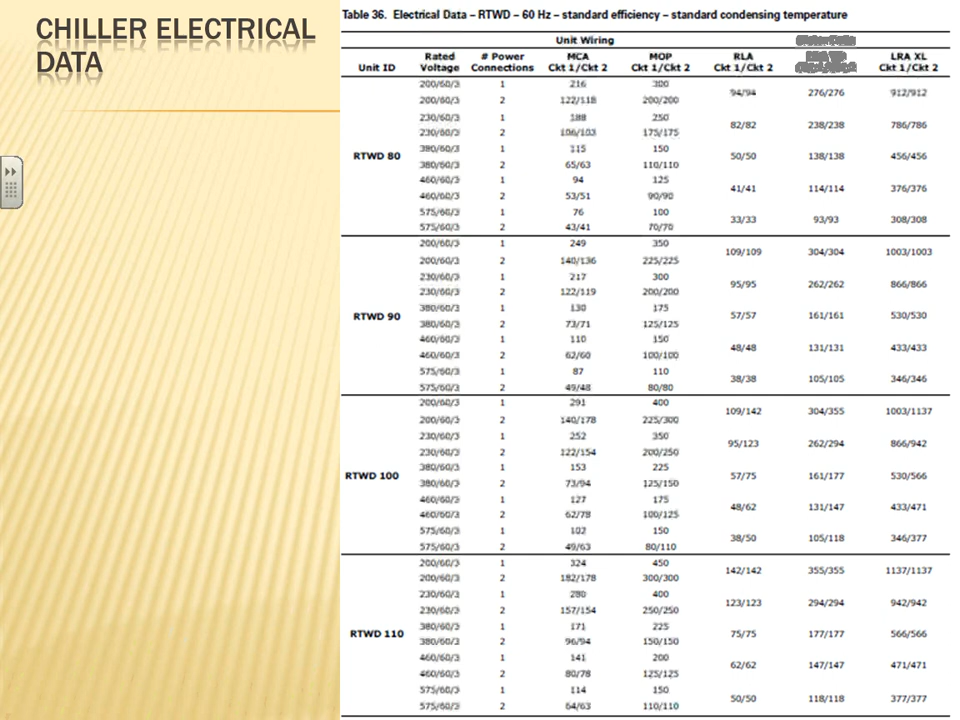 CHILLER ELECTRICAL
DATA
Table 36. Electrical Data – RTWD – 60 Hz – standard efficiency – standard condensing temperature
Unit Wiring
Rated # Power MCA MOP RLA LRA XL
Unit ID Voltage Connections Ckt 1/Ckt 2 Ckt 1/Ckt 2 Ckt 1/Ckt 2 Ckt 1/Ckt 2
200/60/3 1 216 300
94/94 276/276 912/912
200/60/3 2 122/118 200/200
230/60/3 1 188 250
82/82 238/238 786/786
230/60/3 2 106/103 175/175
380/60/3 1 115 150
RTWD 80 50/50 138/138 456/456
380/60/3 2 65/63 110/110
460/60/3 1 94 125
41/41 114/114 376/376
460/60/3 2 53/51 90/90
575/60/3 1 76 100
33/33 93/93 308/308
575/60/3 2 43/41 70/70
200/60/3 1 249 350
109/109 304/304 1003/1003
200/60/3 2 140/136 225/225
230/60/3 1 217 300
95/95 262/262 866/866
230/60/3 2 122/119 200/200
380/60/3 1 130 175
RTWD 90 57/57 161/161 530/530
380/60/3 2 73/71 125/125
460/60/3 1 110 150
48/48 131/131 433/433
460/60/3 2 62/60 100/100
575/60/3 1 87 110
38/38 105/105 346/346
575/60/3 2 49/48 80/80
200/60/3 1 291 400
109/142 304/355 1003/1137
200/60/3 2 140/178 225/300
230/60/3 1 252 350
95/123 262/294 866/942
230/60/3 2 122/154 200/250
380/60/3 1 153 225
RTWD 100 57/75 161/177 530/566
380/60/3 2 73/94 125/150
460/60/3 1 127 175
48/62 131/147 433/471
460/60/3 2 62/78 100/125
575/60/3 1 102 150
38/50 105/118 346/377
575/60/3 2 49/63 80/110
200/60/3 1 324 450
142/142 355/355 1137/1137
200/60/3 2 182/178 300/300
230/60/3 1 280 400
123/123 294/294 942/942
230/60/3 2 157/154 250/250
380/60/3 1 171 225
RTWD 110 75/75 177/177 566/566
380/60/3 2 96/94 150/150
460/60/3 1 141 200
62/62 147/147 471/471
460/60/3 2 80/78 125/125
575/60/3 1 114 150
50/50 118/118 377/377
575/60/3 2 64/63 110/110